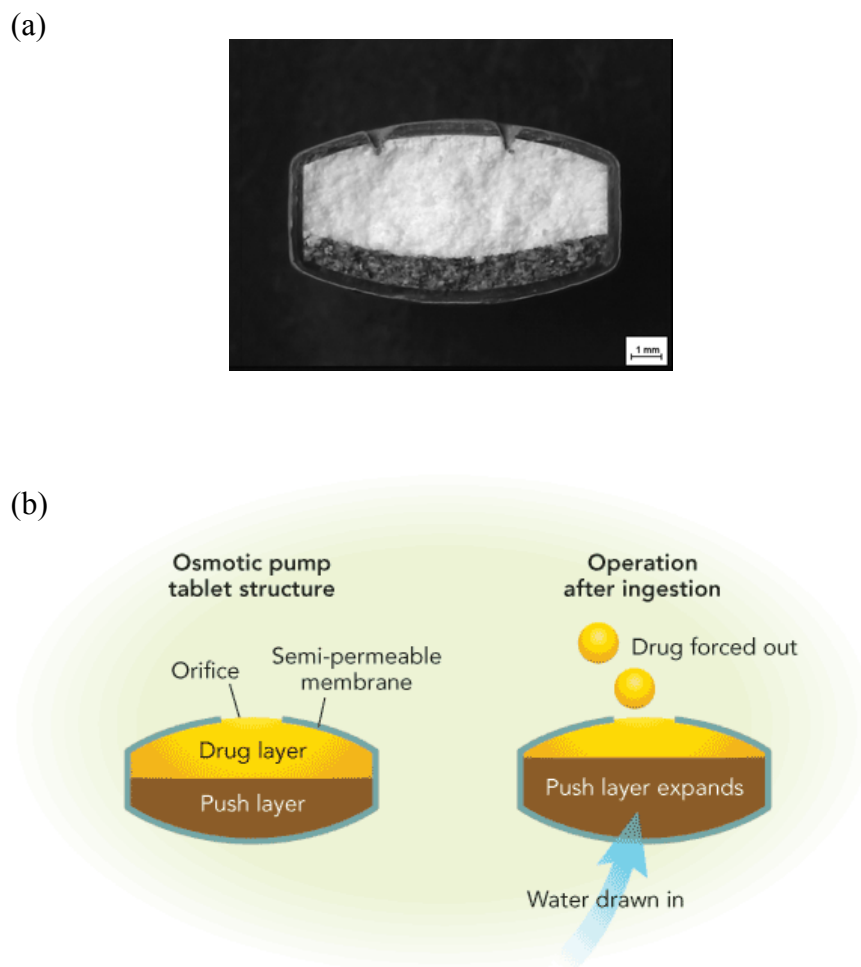 (a)
1 mm
(b)
Osmotic pump
tablet structure
Operation
after ingestion
Orifice
Semi-permeable
membrane
Drug forced out
Drug layer
Push layer
Push layer expands
Water drawn in